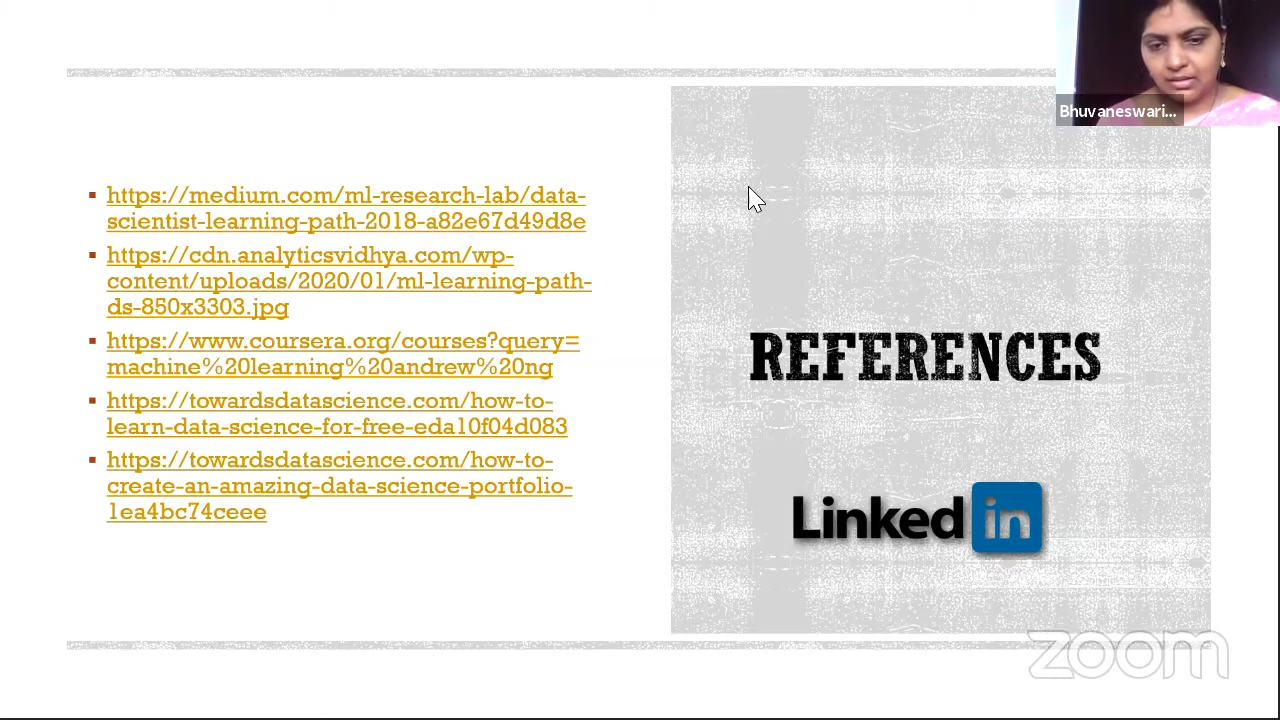 Bhuvaneswari...
https://medium.com/ml-research-lab/data-
scientist-learning-path-2018-a82e67d49d8e
https://cdn.analyticsvidhya.com/wp-
content/uploads/2020/01/ml-learning-path-
ds-850x3303.jpg
https://www.coursera.org/courses?query=
machine%20learning%20andrew%20ng
https://towardsdatascience.com/how-to-
learn-data-science-for-free-eda10f04d083
https://towardsdatascience.com/how-to-
create-an-amazing-data-science-portfolio-
1ea4bc74ceee
REFERENCES
Linked in
zoom